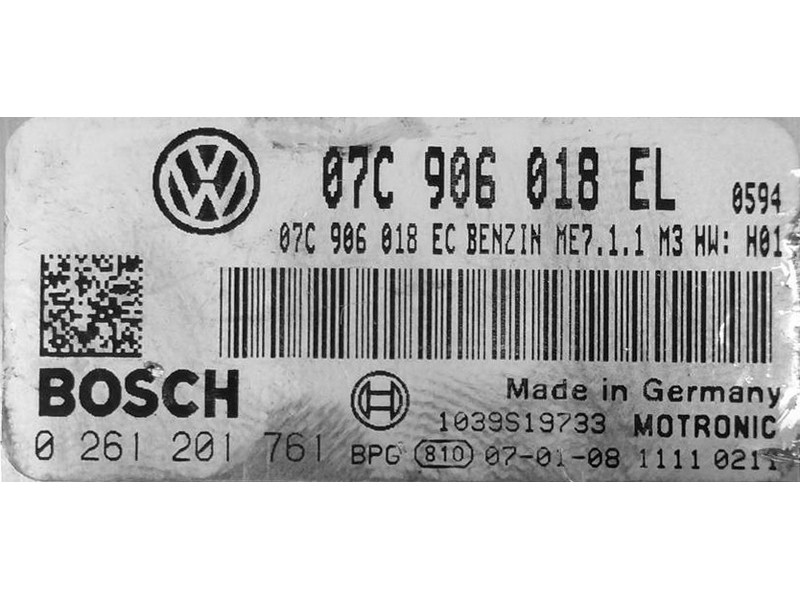 07C 906 018 EL 0594
07C 906 018 EC BENZIN ME7.1.1 M3 HW: H01
BOSCH
Made in Germany
1039S19733 MOTRONIC
0 261 201 761 BPG 810 07-01-08 1111 0211